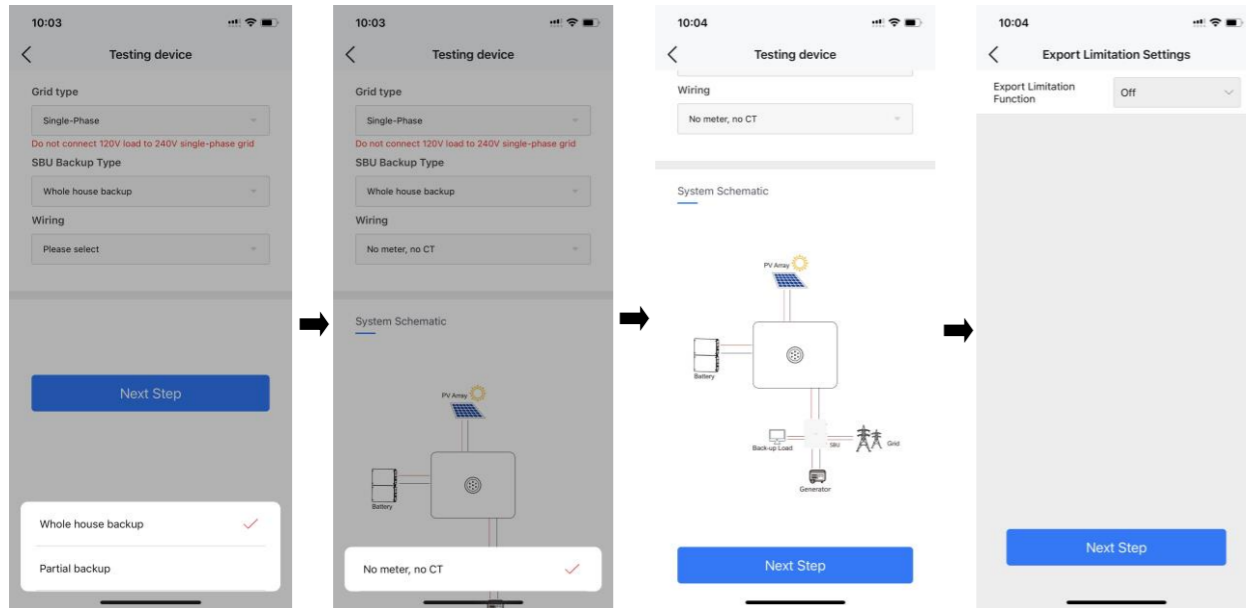 10:03
Testing device
Grid type
Single-Phase
Do not connect 120V load to 240V single-phase grid
SBU Backup Type
Whole house backup
Wiring
Please select
Next Step
Whole house backup
Partial backup
10:03
Testing device
Grid type
Single-Phase
Do not connect 120V load to 240V single-phase grid
SBU Backup Type
Whole house backup
Wiring
No meter, no CT
System Schematic
PV Array
Battery
No meter, no CT
10:04
Testing device
Wiring
No meter, no CT
System Schematic
PV Array
Battery
Back-up Load
SBU
Grid
Generator
Next Step
10:04
Export Limitation Settings
Export Limitation
Function
Off
Next Step